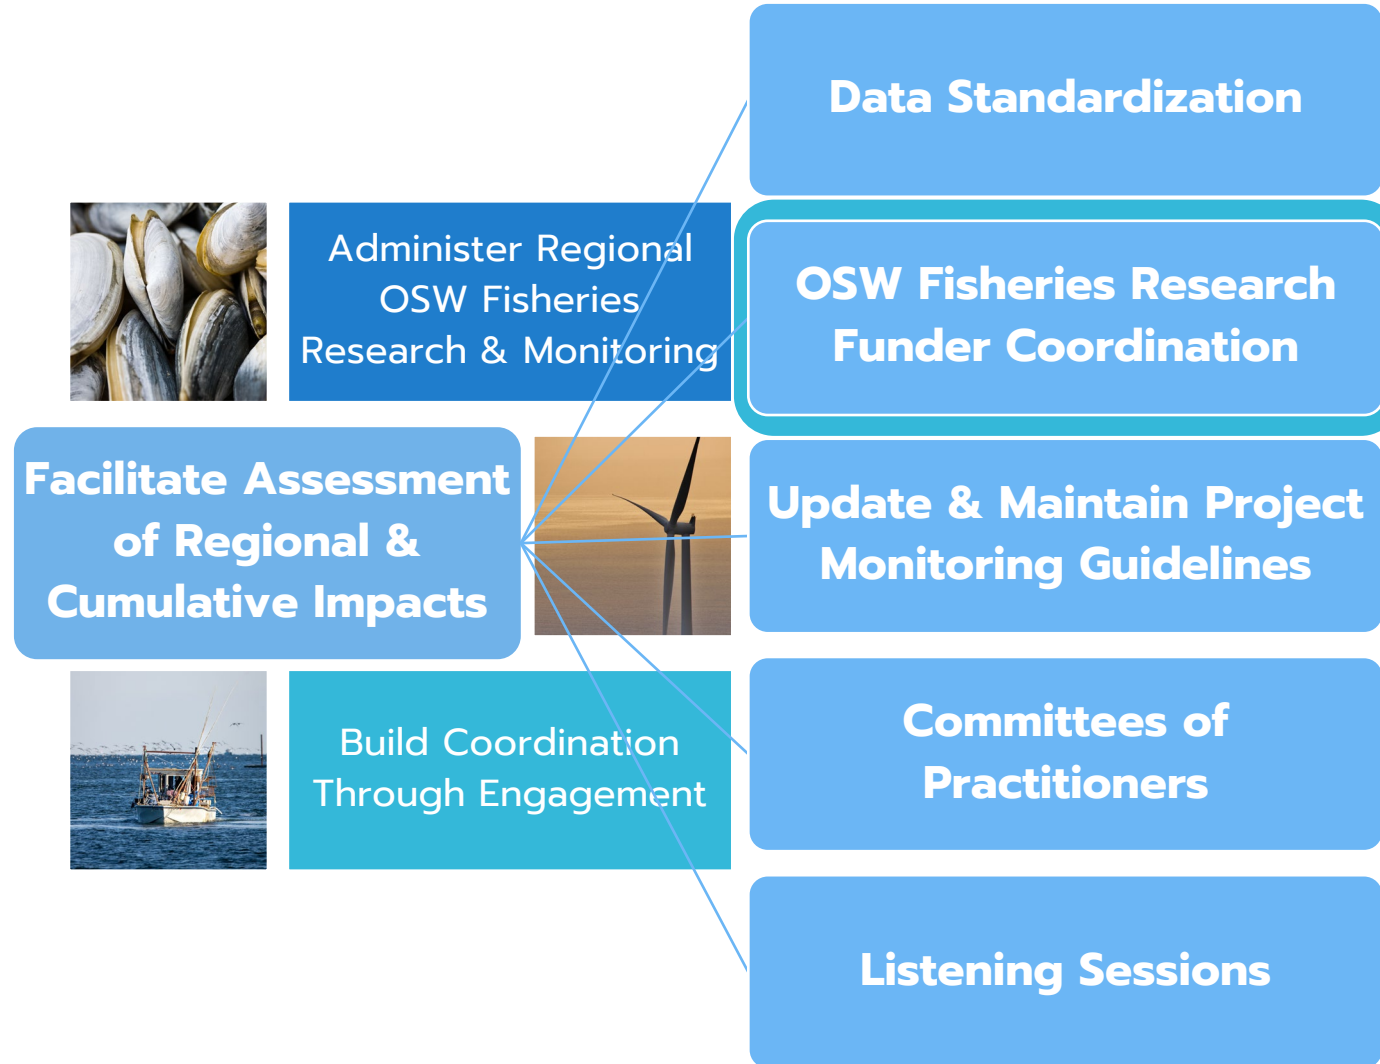 Administer Regional
OSW Fisheries
Research & Monitoring
Facilitate Assessment
of Regional &
Cumulative Impacts
Build Coordination
Through Engagement
Data Standardization
OSW Fisheries Research
Funder Coordination
Update & Maintain Project
Monitoring Guidelines
Committees of
Practitioners
Listening Sessions